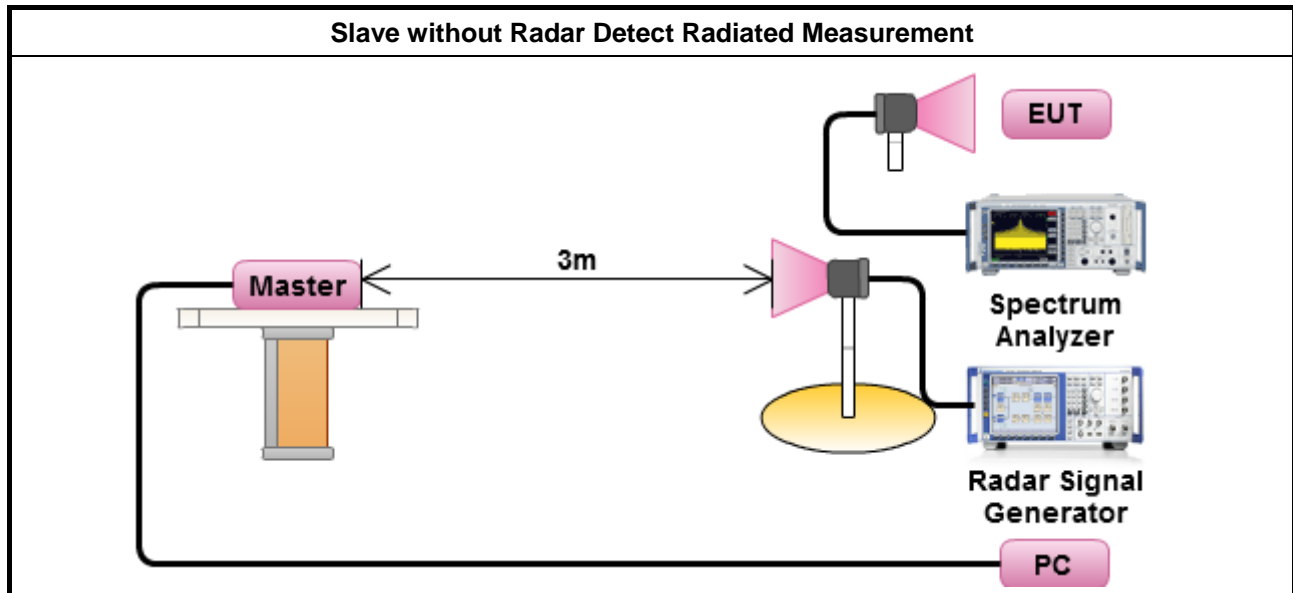 Slave without Radar Detect Radiated Measurement
EUT
3m
Master
Spectrum
Analyzer
Radar Signal
Generator
PC